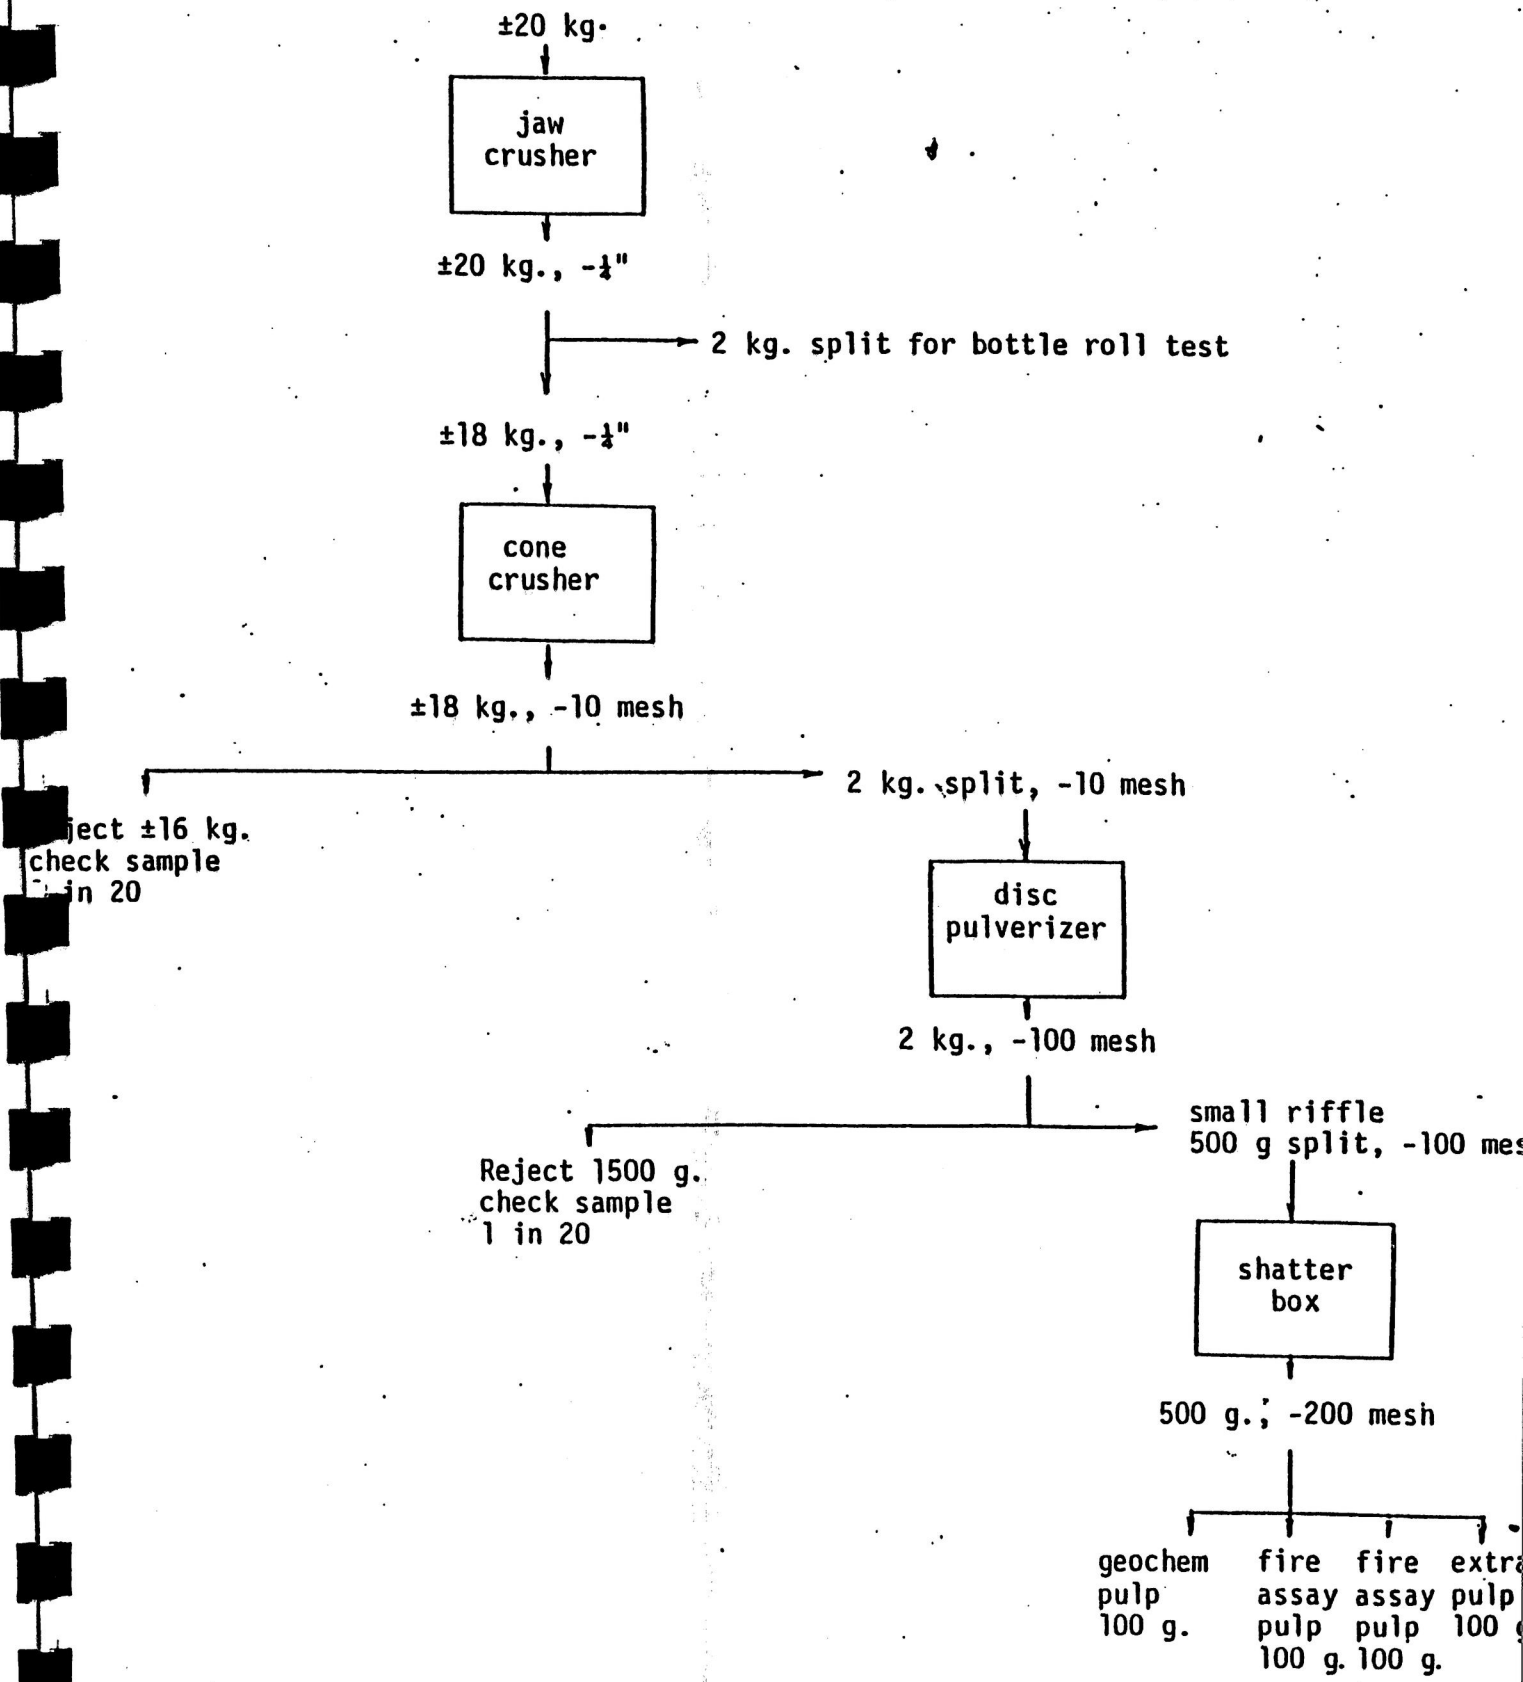 ±20 kg.
jaw
crusher
±20 kg., -¼"
2 kg. split for bottle roll test
±18 kg., -¼"
cone
crusher
±18 kg., -10 mesh
2 kg. split, -10 mesh
ject ±16 kg.
check sample
in 20
disc
pulverizer
2 kg., -100 mesh
small riffle
500 g split, -100 mes
Reject 1500 g.
check sample
1 in 20
shatter
box
500 g., -200 mesh
geochem
pulp
100 g.
fire
assay
pulp
100 g.
fire
assay
pulp
100 g.
extra
pulp
100 g